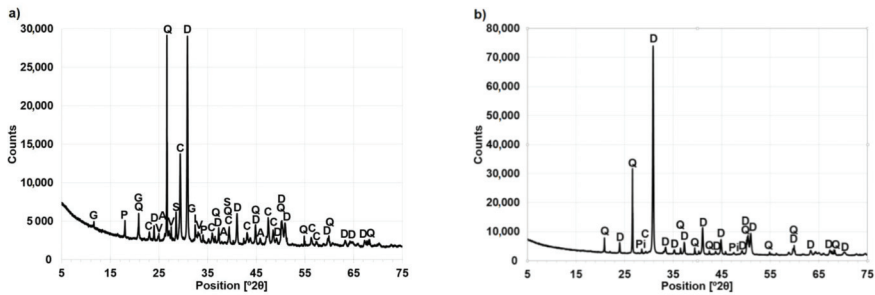 a)
30,000
25,000
20,000
15,000
10,000
5 000
0
5
15
25
35
45
55
65
75
Counts
Position [º2θ]
G
P
G
Q
C
D
V
A
Q
V
S
C
D
G
V
P
C
Q
D
A
S
Q
C
D
C
Q
D
A
C
C
D
D
Q
D
Q
C
C
Q
D
D
D
D
Q
b)
80,000
70,000
60,000
50,000
40,000
30,000
20,000
10,000
0
5
15
25
35
45
55
65
75
Counts
Position [º2θ]
Q
D
Q
P
C
D
D
D
Q
D
Q
D
Q
D
D
P
D
Q
D
Q
D
Q
Q
D
D
D
Q
D